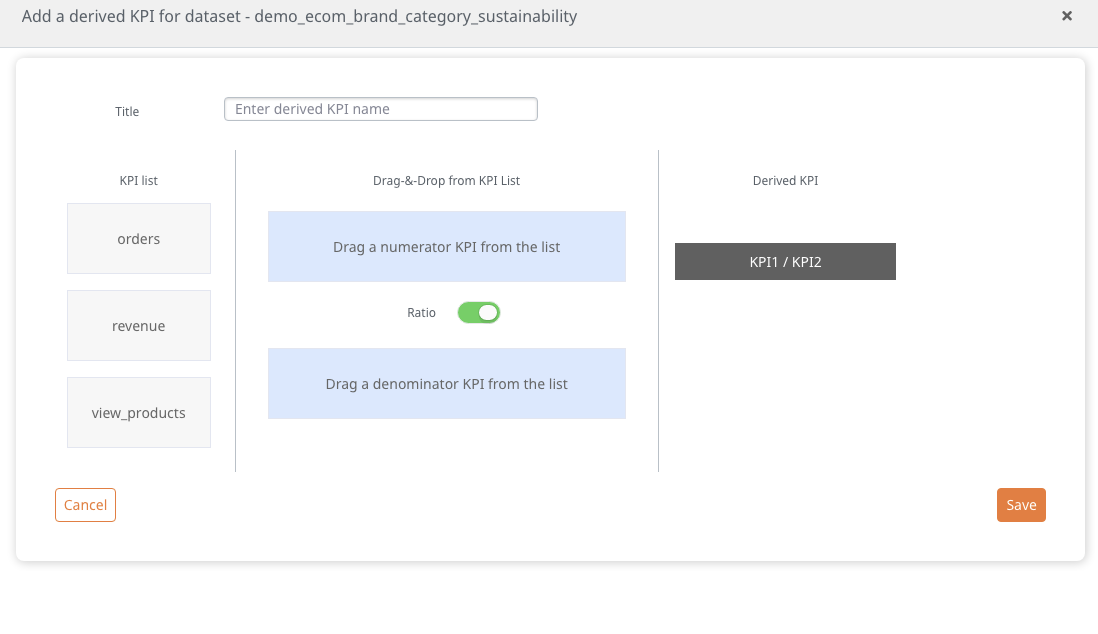 Add a derived KPI for dataset - demo_ecom_brand_category_sustainability
×
Title
Enter derived KPI name
KPI list
Drag-&-Drop from KPI List
Derived KPI
orders
revenue
view_products
Drag a numerator KPI from the list
Ratio
Drag a denominator KPI from the list
KPI1 / KPI2
Cancel
Save